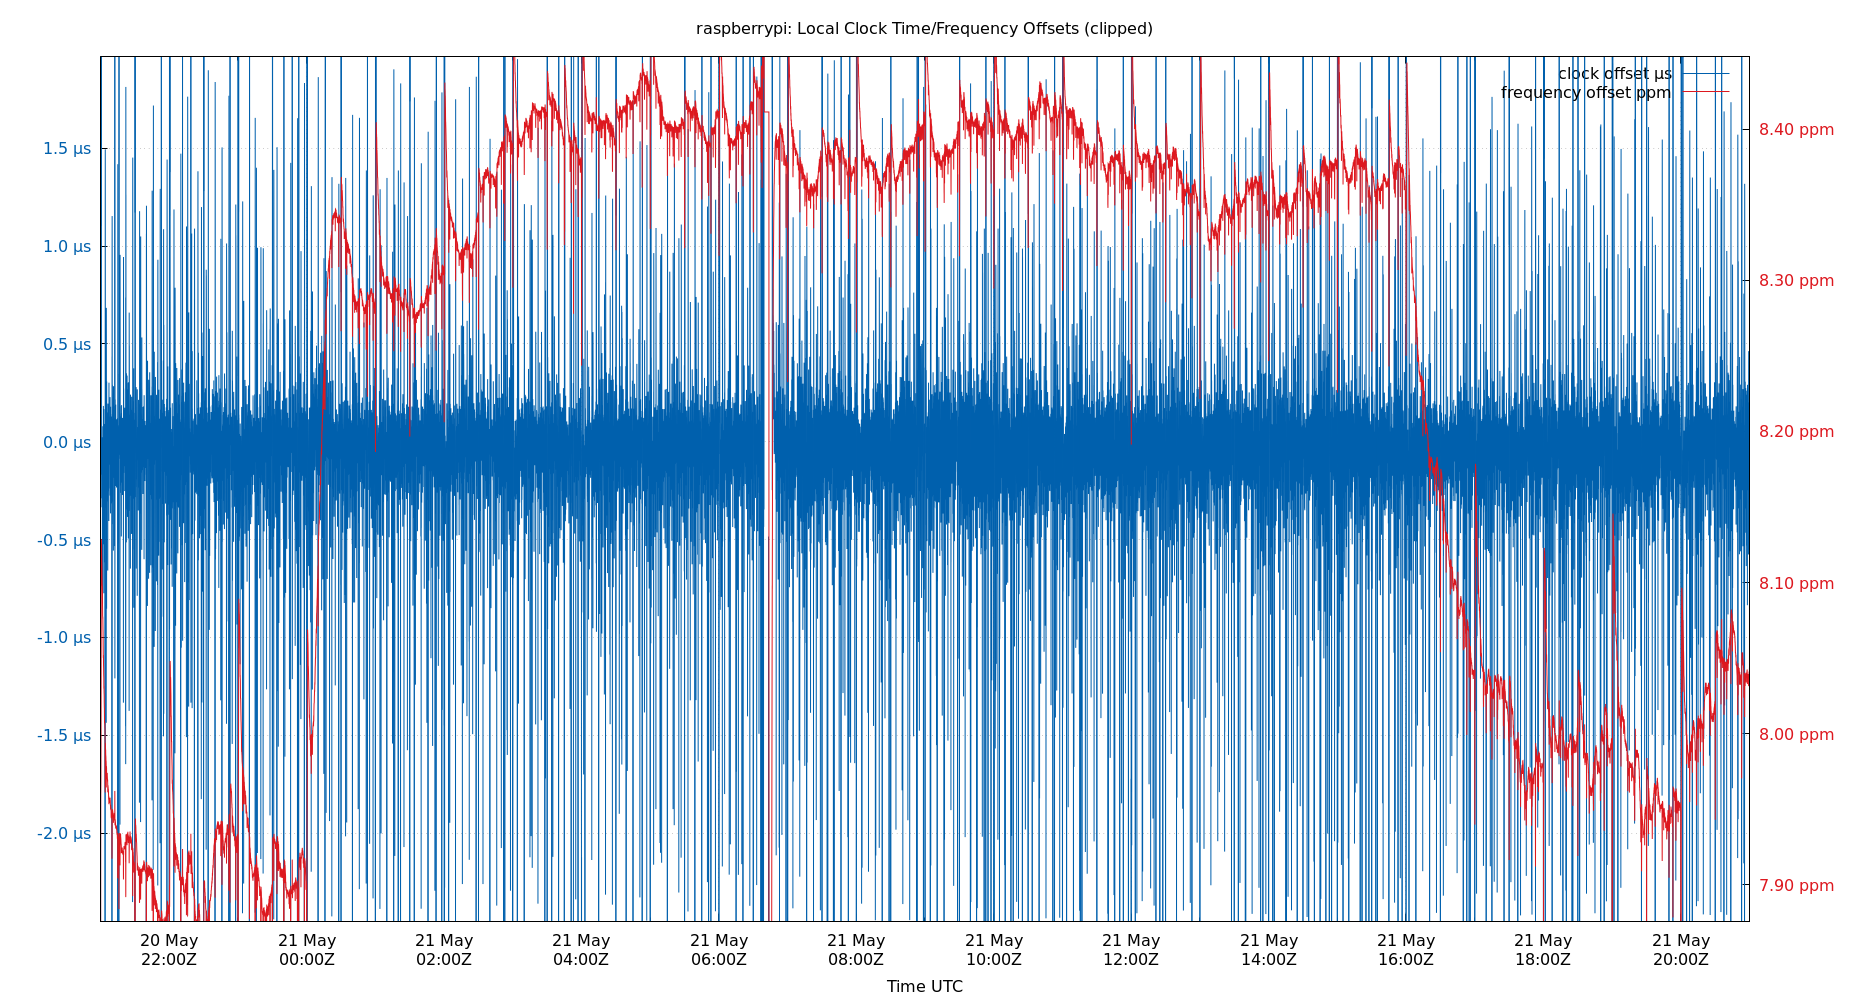 raspberrypi: Local Clock Time/Frequency Offsets (clipped)
clock offset µs
frequency offset ppm
1.5 µs
1.0 µs
0.5 µs
0.0 µs
-0.5 µs
-1.0 µs
-1.5 µs
-2.0 µs
8.40 ppm
8.30 ppm
8.20 ppm
8.10 ppm
8.00 ppm
7.90 ppm
20 May
22:00Z
21 May
00:00Z
21 May
02:00Z
21 May
04:00Z
21 May
06:00Z
21 May
08:00Z
21 May
10:00Z
21 May
12:00Z
21 May
14:00Z
21 May
16:00Z
21 May
18:00Z
21 May
20:00Z
Time UTC